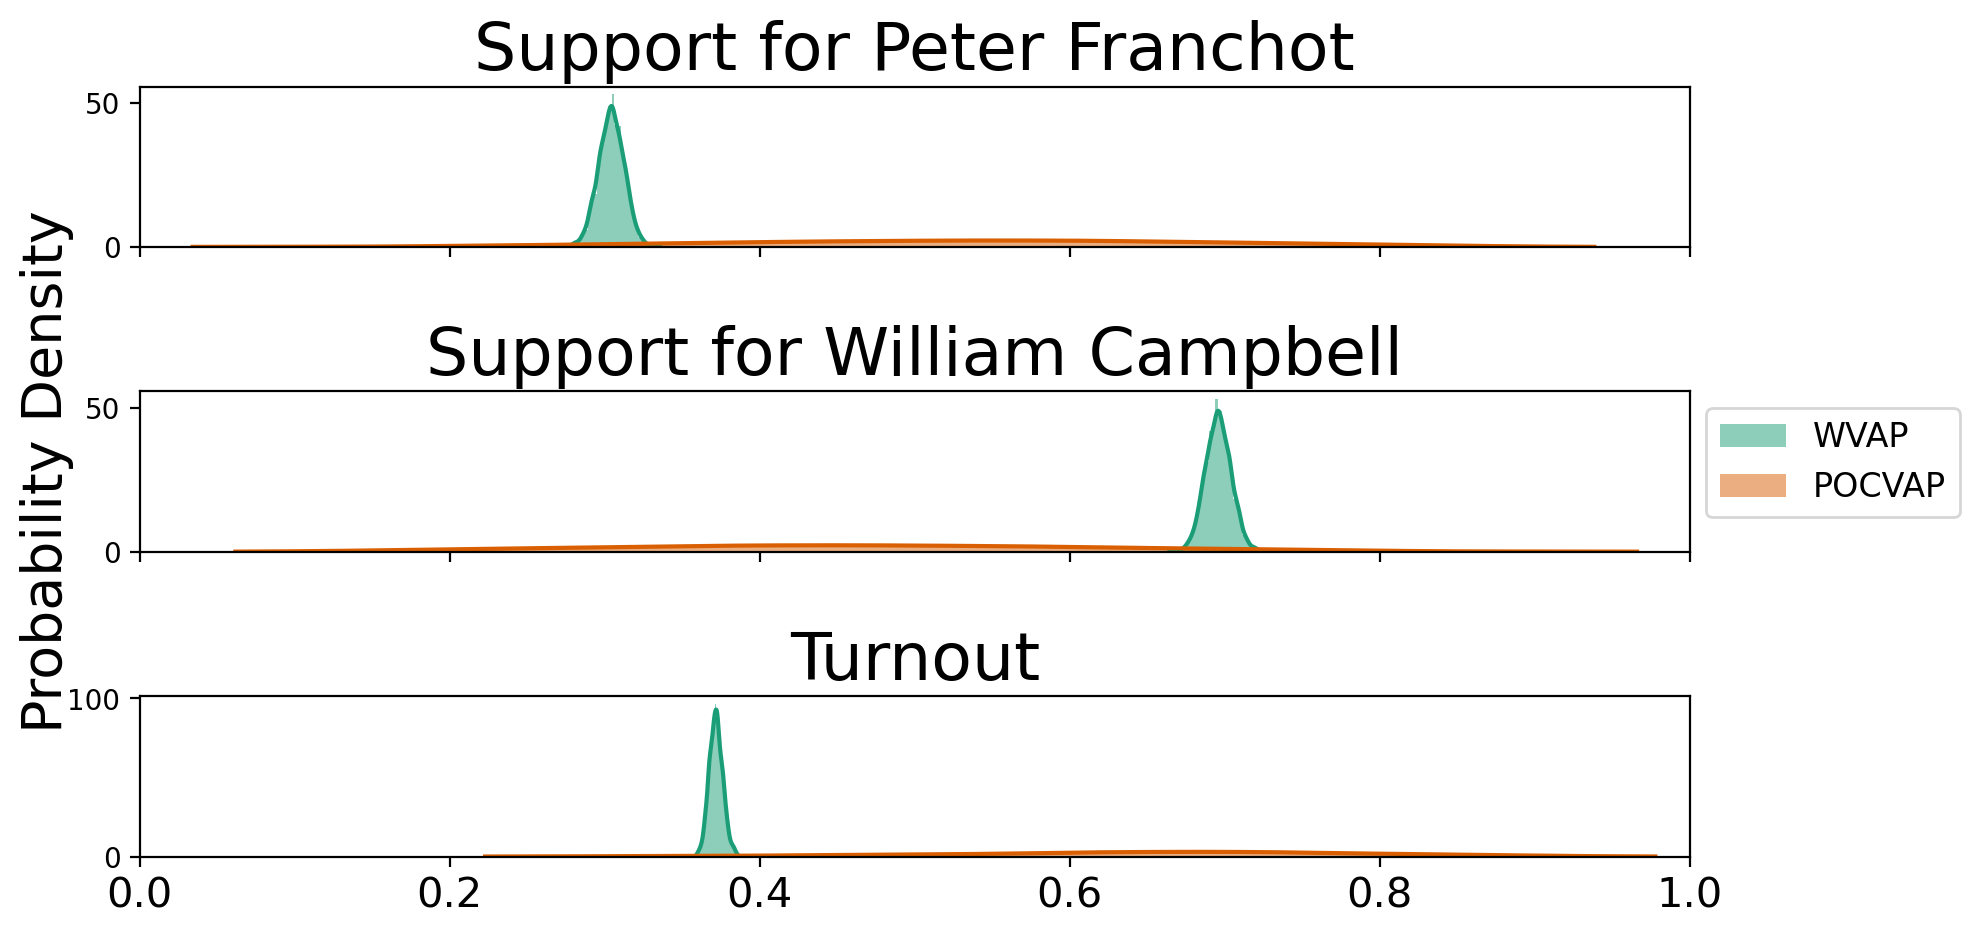 Support for Peter Franchot
50
0
Support for William Campbell
50
0
WVAP
POCVAP
Probability Density
Turnout
100
0
0.0 0.2 0.4 0.6 0.8 1.0